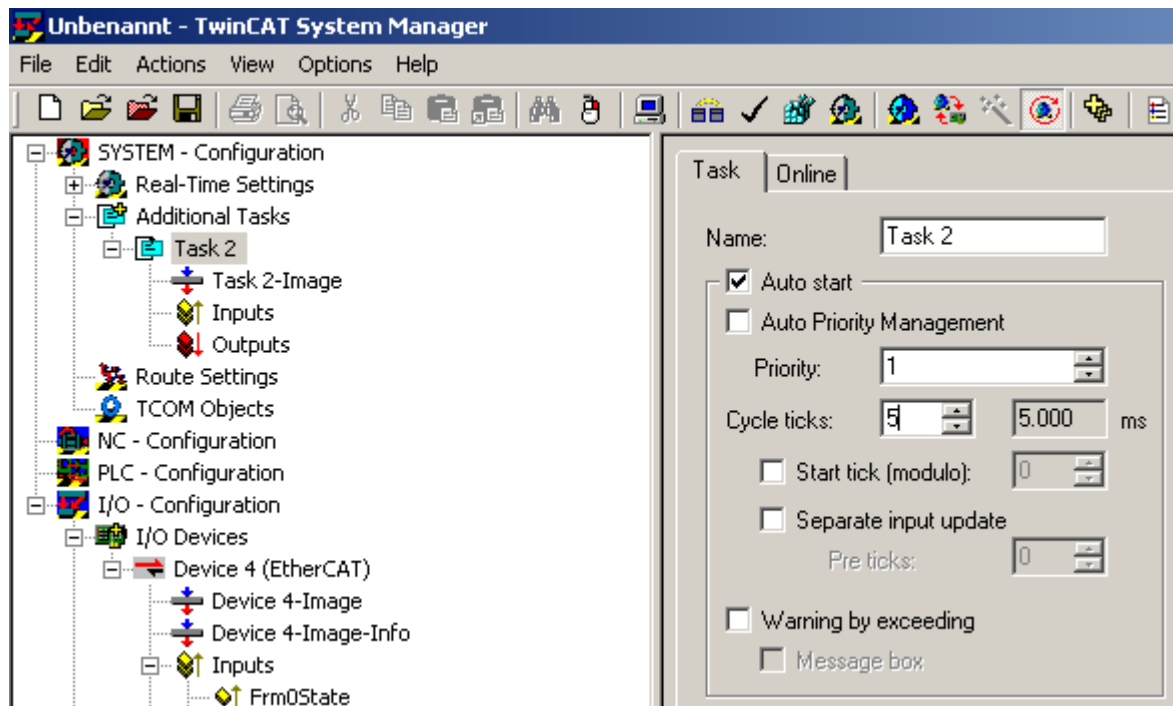 Unbenannt - TwinCAT System Manager
File Edit Actions View Options Help
SYSTEM - Configuration
Real-Time Settings
Additional Tasks
Task 2
Task 2-Image
Inputs
Outputs
Route Settings
TCOM Objects
NC - Configuration
PLC - Configuration
I/O - Configuration
I/O Devices
Device 4 (EtherCAT)
Device 4-Image
Device 4-Image-Info
Inputs
Frm0State
Task Online
Name: Task 2
Auto start
Auto Priority Management
Priority: 1
Cycle ticks: 5 5.000 ms
Start tick (modulo): 0
Separate input update
Pre ticks: 0
Warning by exceeding
Message box